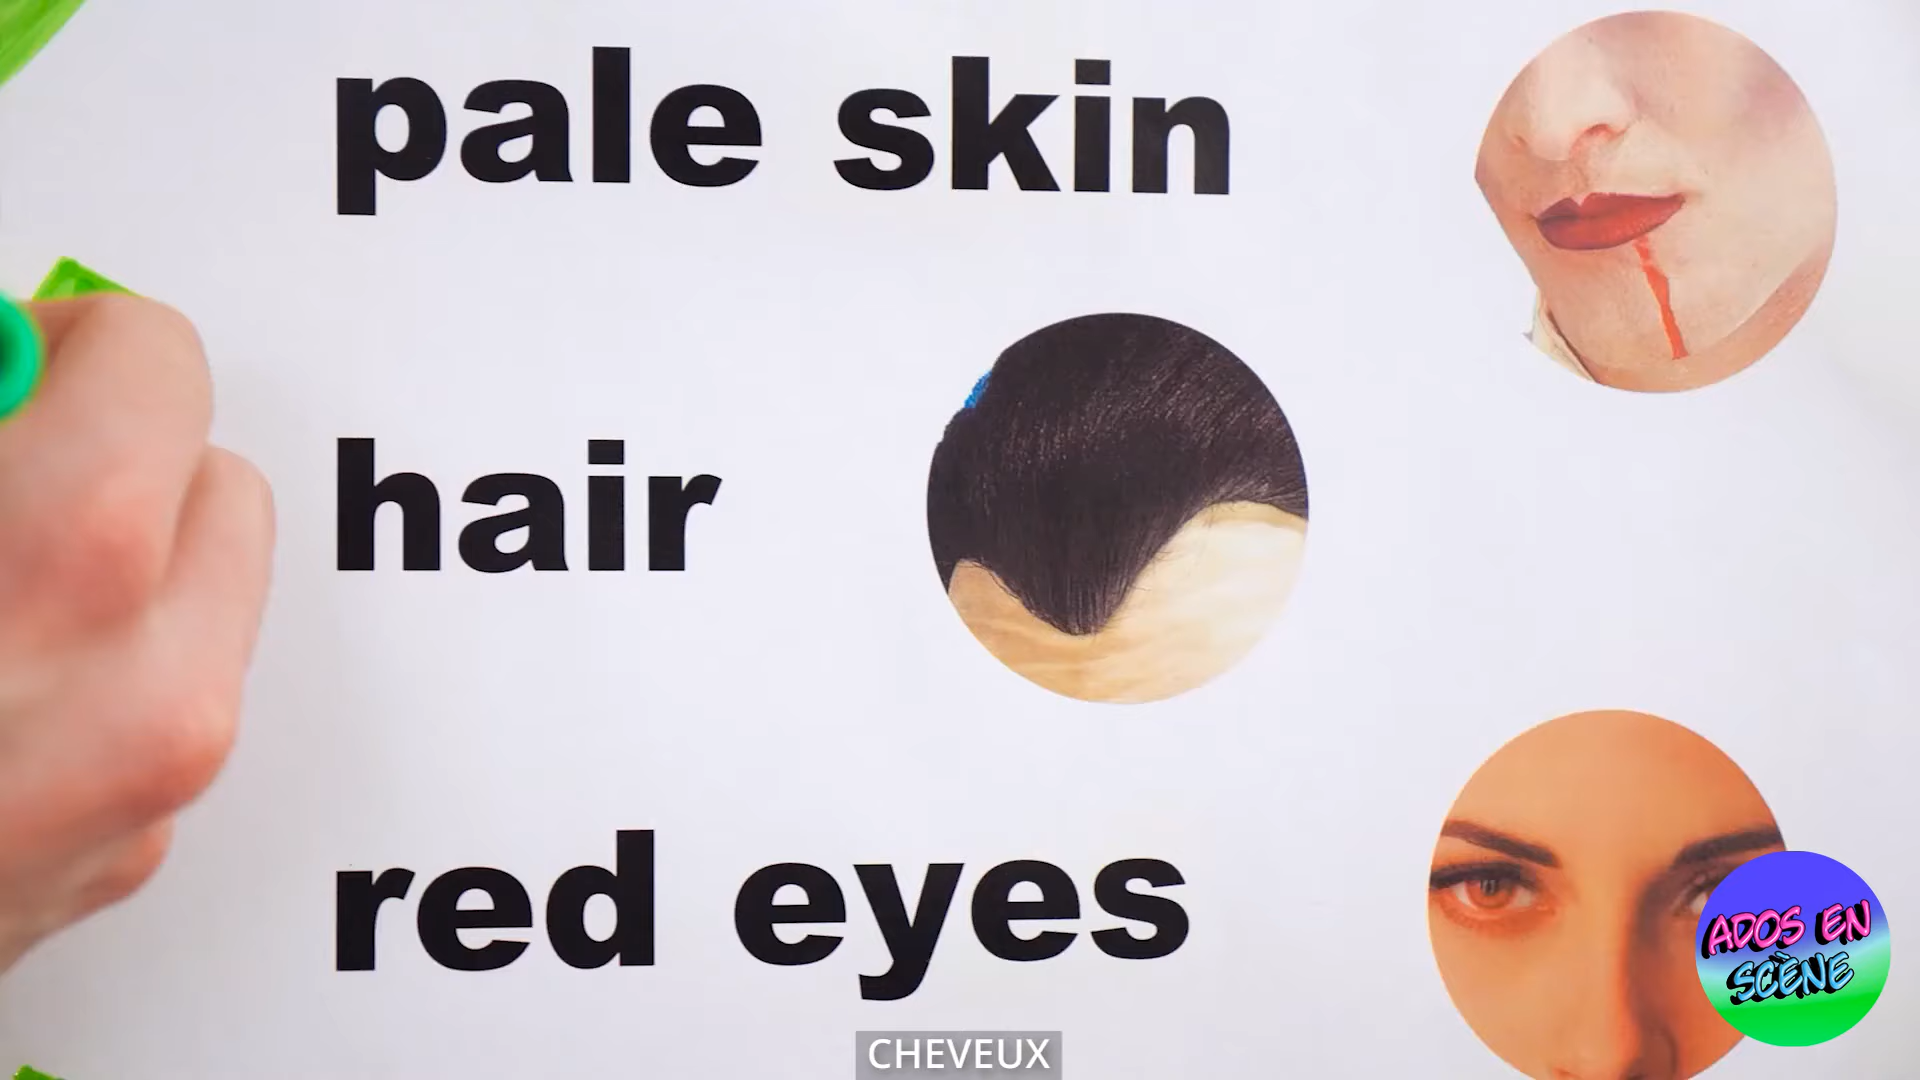 pale skin
hair
red eyes
ADOS EN
SCÈNE
CHEVEUX